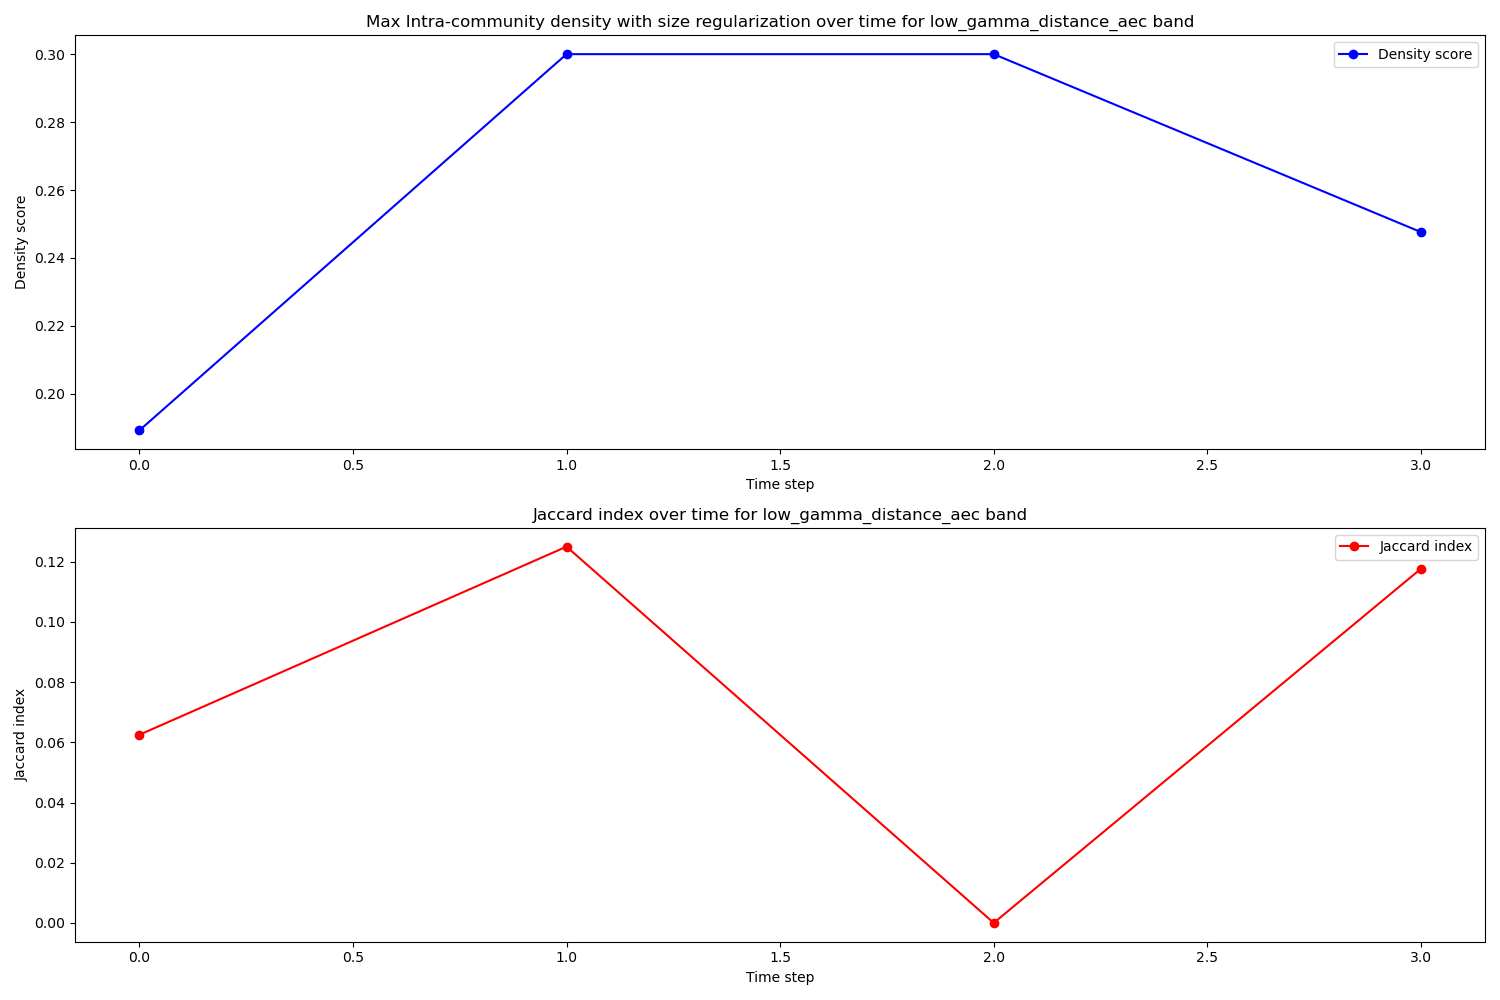 Max Intra-community density with size regularization over time for low_gamma_distance_aec band
Density score
0.30
0.28
0.26
0.24
0.22
0.20
Density score
0.0 0.5 1.0 1.5 2.0 2.5 3.0
Time step
Jaccard index over time for low_gamma_distance_aec band
Jaccard index
0.12
0.10
0.08
0.06
0.04
0.02
0.00
Jaccard index
0.0 0.5 1.0 1.5 2.0 2.5 3.0
Time step